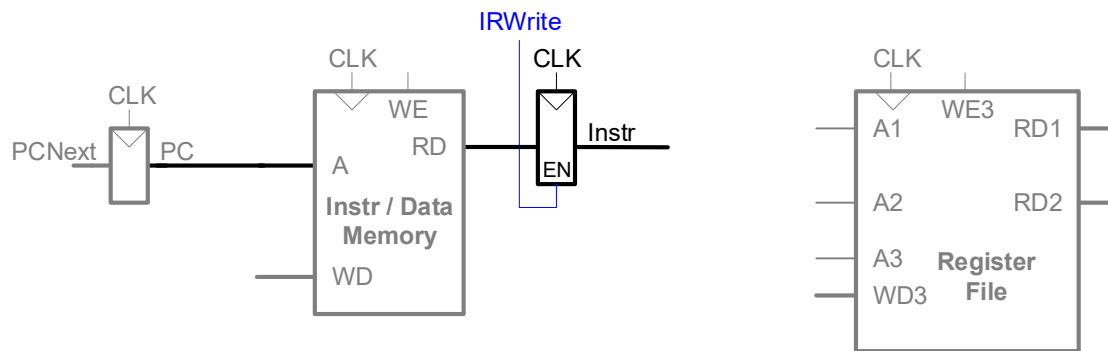 IRWrite
CLK
CLK
CLK
CLK
WE
WE3
PCNext
PC
A
RD
EN
Instr
Instr / Data
Memory
WD
A1
RD1
A2
RD2
A3
WD3
Register
File